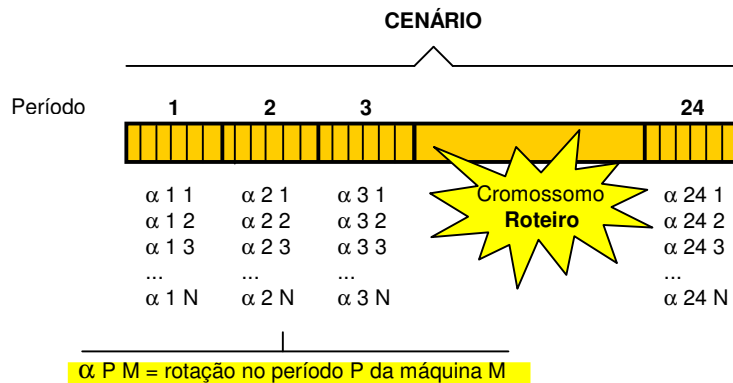 CENÁRIO
Período 1 2 3 24
Cromossomo
Roteiro
α 1 1 α 2 1 α 3 1 α 24 1
α 1 2 α 2 2 α 3 2 α 24 2
α 1 3 α 2 3 α 3 3 α 24 3
... ... ... ...
α 1 N α 2 N α 3 N α 24 N
α P M = rotação no período P da máquina M